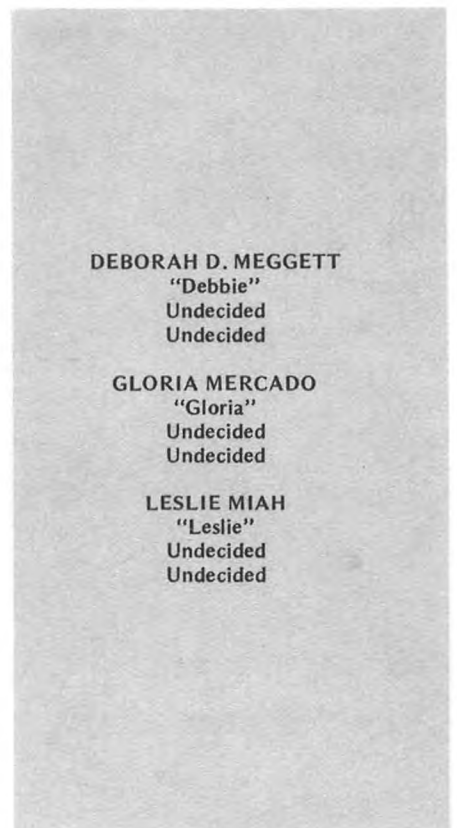 DEBORAH D. MEGGETT
"Debbie"
Undecided
Undecided
GLORIA MERCADO
"Gloria"
Undecided
Undecided
LESLIE MIAH
"Leslie"
Undecided
Undecided